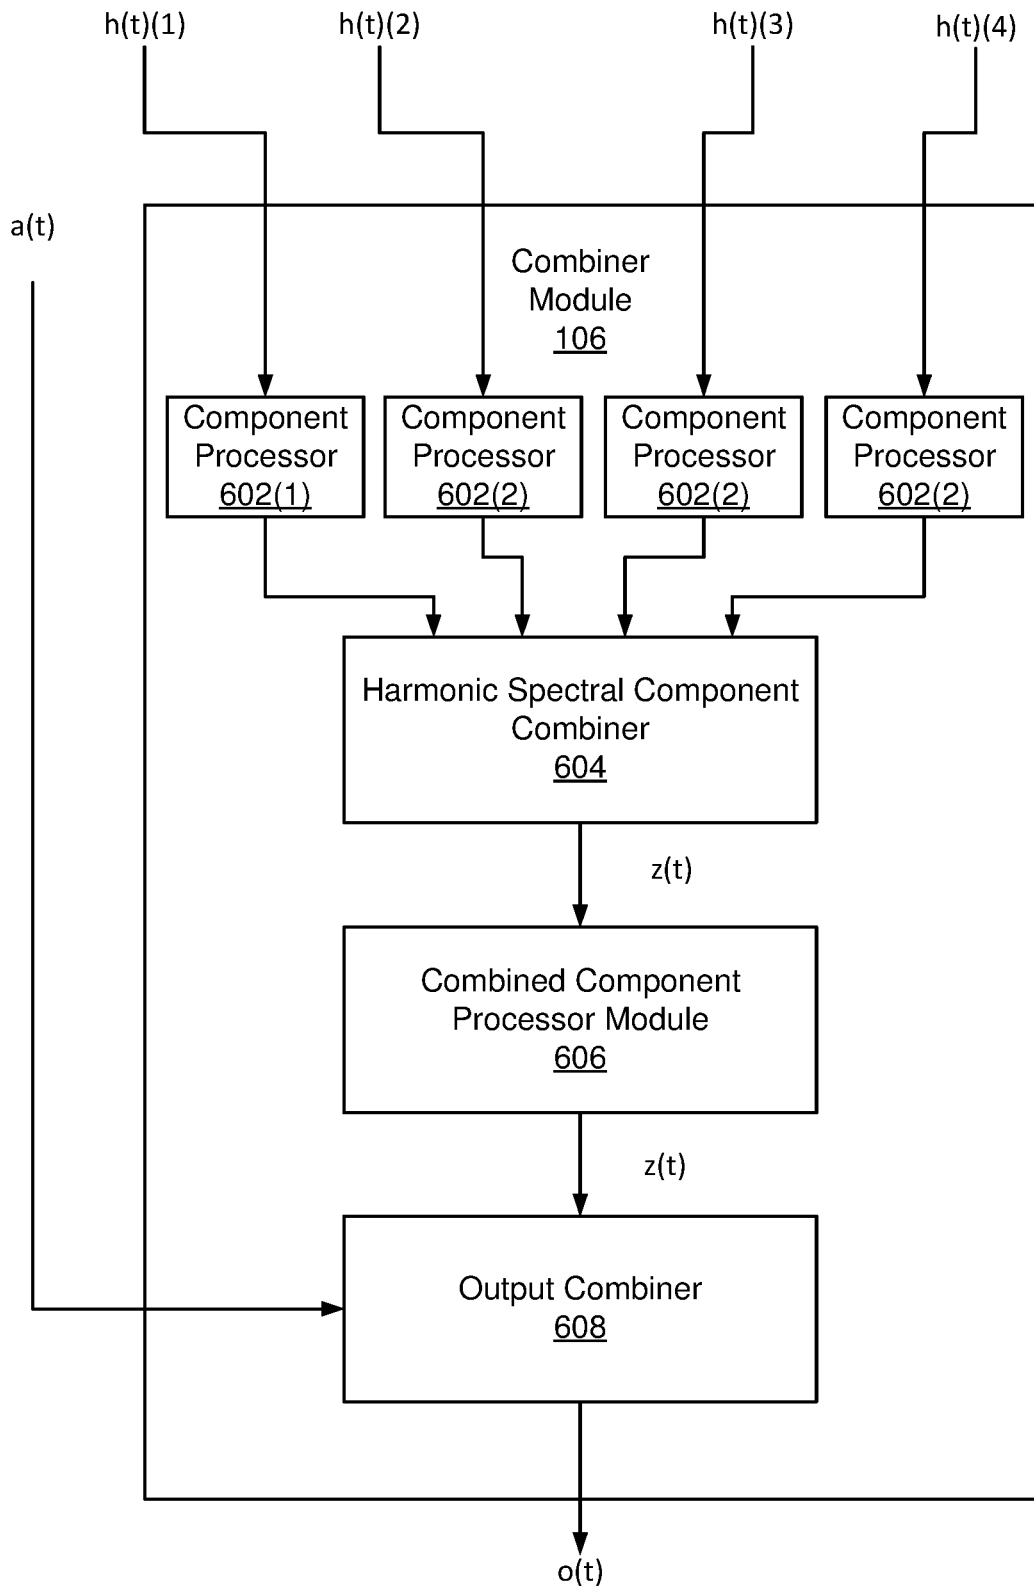 h(t)(1)
h(t)(2)
h(t)(3)
h(t)(4)
a(t)
Combiner
Module
106
Component
Processor
602(1)
Component
Processor
602(2)
Component
Processor
602(2)
Component
Processor
602(2)
Harmonic Spectral Component
Combiner
604
z(t)
Combined Component
Processor Module
606
z(t)
Output Combiner
608
o(t)